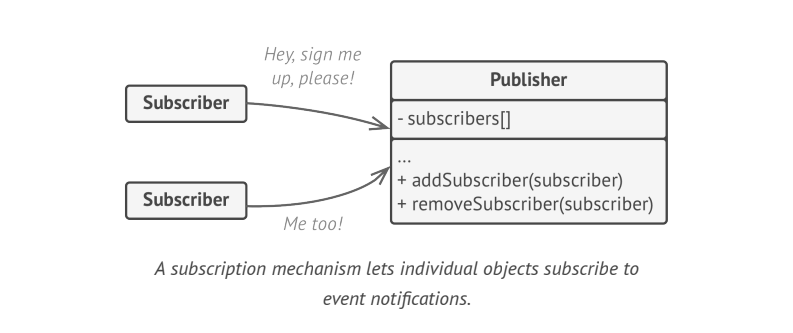 Hey, sign me
up, please!
Subscriber
Publisher
- subscribers[]
...
+ addSubscriber(subscriber)
+ removeSubscriber(subscriber)
Subscriber
Me too!
A subscription mechanism lets individual objects subscribe to
event notifications.